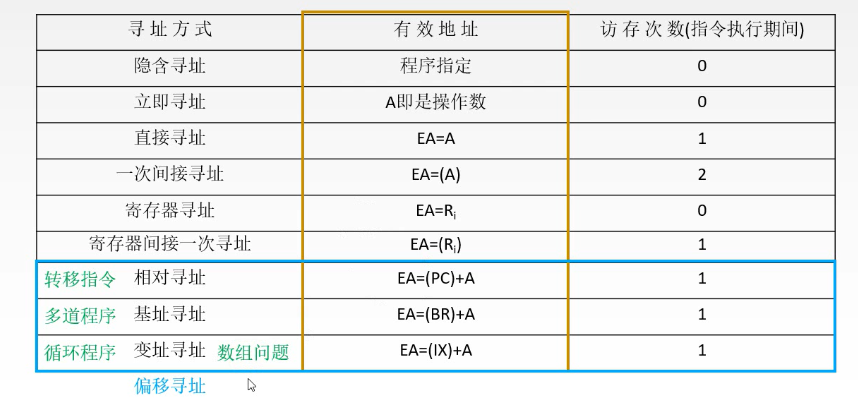 寻址方式 有效地址 访存次数(指令执行期间)
隐含寻址 程序指定 0
立即寻址 A即是操作数 0
直接寻址 EA=A 1
一次间接寻址 EA=(A) 2
寄存器寻址 EA=Rᵢ 0
寄存器间接一次寻址 EA=(Rᵢ) 1
转移指令 相对寻址 EA=(PC)+A 1
多道程序 基址寻址 EA=(BR)+A 1
循环程序 变址寻址 数组问题 EA=(IX)+A 1
偏移寻址